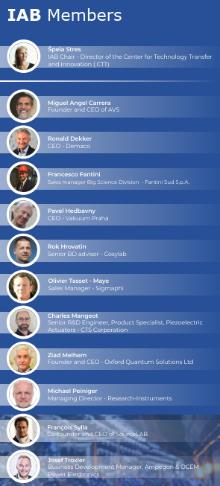 IAB Members
Špela Stres
IAB Chair - Director of the Center for Technology Transfer
and Innovation (CTT)
Miguel Ángel Carrera
Founder and CEO of AVS
Ronald Dekker
CEO - Demaco
Francesco Fantini
Sales manager Big Science Division - Fantini Sud S.p.A.
Pavel Hedbavny
CEO - Vakuum Praha
Rok Hrovatin
Senior BD advisor - Cosylab
Olivier Tasset - Maye
Sales Manager - Sigmaphi
Charles Mangeot
Senior R&D Engineer, Product Specialist, Piezoelectric
Actuators - CTS Corporation
Ziad Melhem
Founder and CEO - Oxford Quantum Solutions Ltd
Michael Peiniger
Managing Director - Research-Instruments
François Sylla
Co-founder and CEO of SourceLAB
Josef Troxler
Business Development Manager, Ampegon & OCEM
Power Electronics